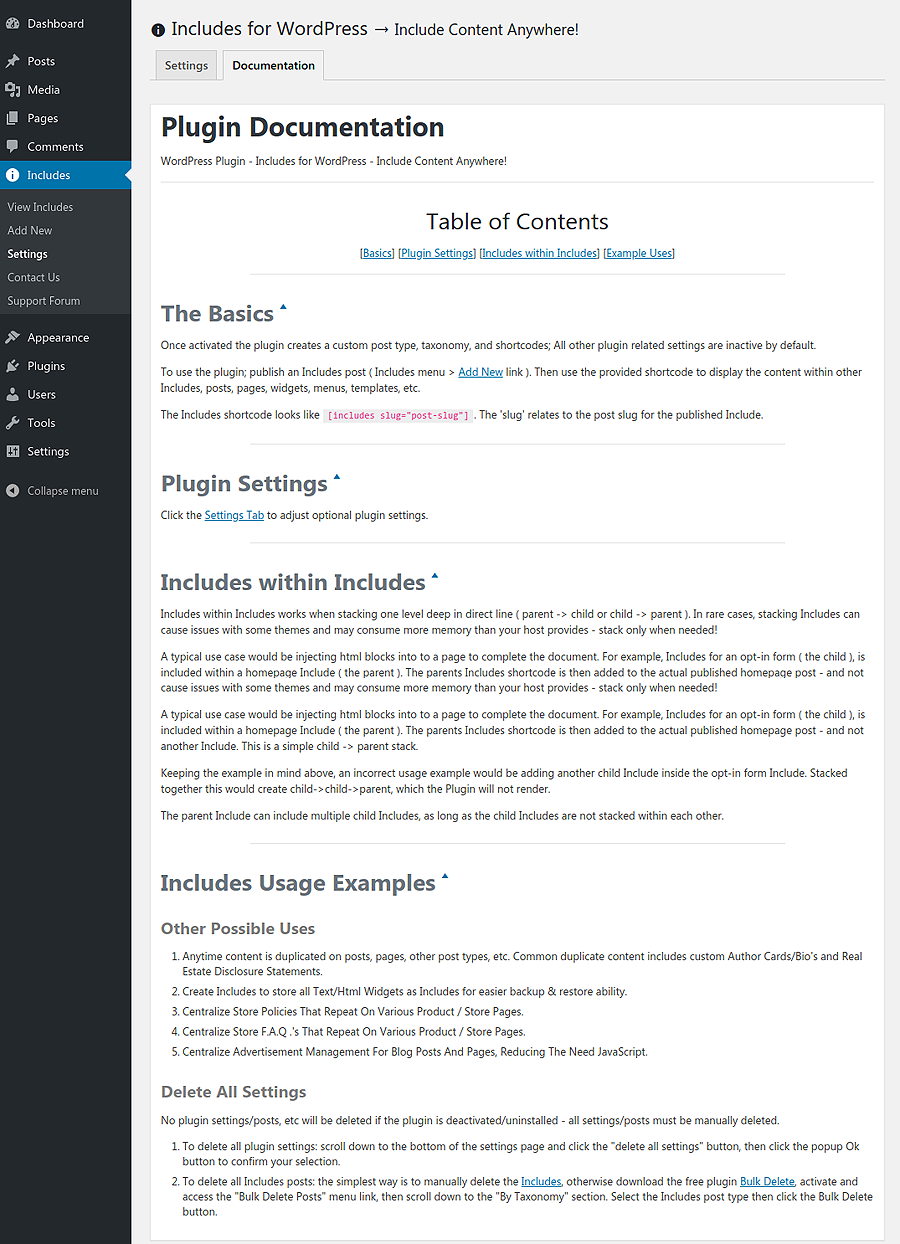 Dashboard
Posts
Media
Pages
Comments
Includes
View Includes
Add New
Settings
Contact Us
Support Forum
Appearance
Plugins
Users
Tools
Settings
Collapse menu
Includes for WordPress → Include Content Anywhere!
Settings
Documentation
Plugin Documentation
WordPress Plugin - Includes for WordPress - Include Content Anywhere!
Table of Contents
[Basics] [Plugin Settings] [Includes within Includes] [Example Uses]
The Basics
Once activated the plugin creates a custom post type, taxonomy, and shortcodes; All other plugin related settings are inactive by default.
To use the plugin; publish an Includes post ( Includes menu > Add New link ). Then use the provided shortcode to display the content within other
Includes, posts, pages, widgets, menus, templates, etc.
The Includes shortcode looks like [includes slug="post-slug"] . The 'slug' relates to the post slug for the published Include.
Plugin Settings
Click the Settings Tab to adjust optional plugin settings.
Includes within Includes
Includes within Includes works when stacking one level deep in direct line ( parent -> child or child -> parent ). In rare cases, stacking Includes can
cause issues with some themes and may consume more memory than your host provides - stack only when needed!
A typical use case would be injecting html blocks into to a page to complete the document. For example, Includes for an opt-in form ( the child ), is
included within a homepage Include ( the parent ). The parents Includes shortcode is then added to the actual published homepage post - and not
cause issues with some themes and may consume more memory than your host provides - stack only when needed!
A typical use case would be injecting html blocks into to a page to complete the document. For example, Includes for an opt-in form ( the child ), is
included within a homepage Include ( the parent ). The parents Includes shortcode is then added to the actual published homepage post - and not
another Include. This is a simple child -> parent stack.
Keeping the example in mind above, an incorrect usage example would be adding another child Include inside the opt-in form Include. Stacked
together this would create child->child->parent, which the Plugin will not render.
The parent Include can include multiple child Includes, as long as the child Includes are not stacked within each other.
Includes Usage Examples
Other Possible Uses
1. Anytime content is duplicated on posts, pages, other post types, etc. Common duplicate content includes custom Author Cards/Bio's and Real
Estate Disclosure Statements.
2. Create Includes to store all Text/Html Widgets as Includes for easier backup & restore ability.
3. Centralize Store Policies That Repeat On Various Product / Store Pages.
4. Centralize Store F.A.Q .'s That Repeat On Various Product / Store Pages.
5. Centralize Advertisement Management For Blog Posts And Pages, Reducing The Need JavaScript.
Delete All Settings
No plugin settings/posts, etc will be deleted if the plugin is deactivated/uninstalled - all settings/posts must be manually deleted.
1. To delete all plugin settings: scroll down to the bottom of the settings page and click the "delete all settings" button, then click the popup Ok
button to confirm your selection.
2. To delete all Includes posts: the simplest way is to manually delete the Includes, otherwise download the free plugin Bulk Delete, activate and
access the "Bulk Delete Posts" menu link, then scroll down to the "By Taxonomy" section. Select the Includes post type then click the Bulk Delete
button.